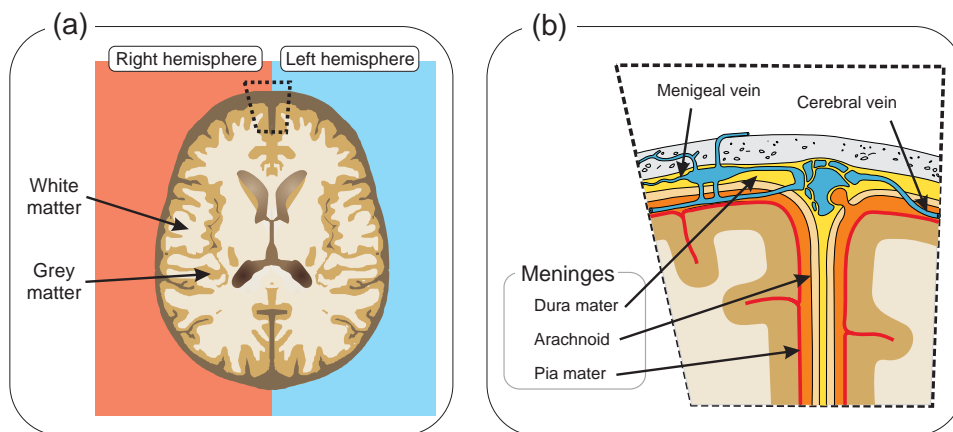 (a)
Right hemisphere
Left hemisphere
White
matter
Grey
matter
(b)
Menigeal vein
Cerebral vein
Meninges
Dura mater
Arachnoid
Pia mater